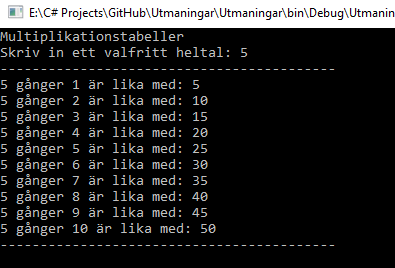 E:\C# Projects\GitHub\Utmaningar\Utmaningar\bin\Debug\Utmanin
Multiplikationstabeller
Skriv in ett valfritt heltal: 5
------------------------------------------
5 gånger 1 är lika med: 5
5 gånger 2 är lika med: 10
5 gånger 3 är lika med: 15
5 gånger 4 är lika med: 20
5 gånger 5 är lika med: 25
5 gånger 6 är lika med: 30
5 gånger 7 är lika med: 35
5 gånger 8 är lika med: 40
5 gånger 9 är lika med: 45
5 gånger 10 är lika med: 50
------------------------------------------